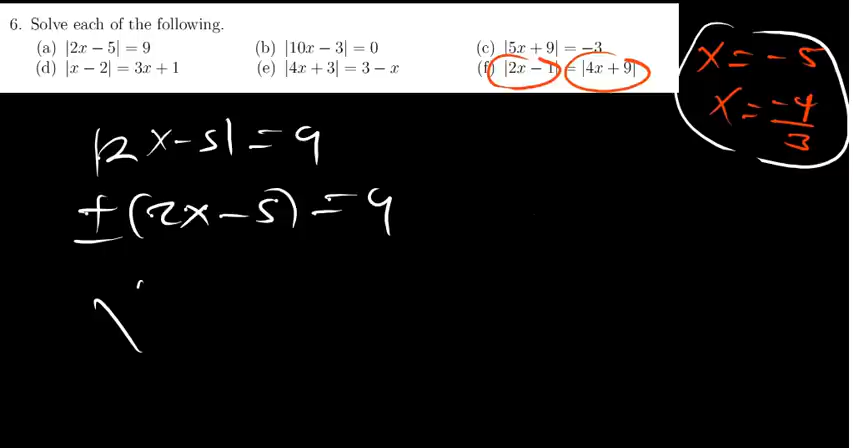 6. Solve each of the following.
(a) |2x − 5| = 9 (b) |10x − 3| = 0 (c) |5x + 9| = −3
(d) |x − 2| = 3x + 1 (e) |4x + 3| = 3 − x (f) |2x − 1| = |4x + 9|
x = - 5
x = -4/3
|2x-5| = 9
±(2x-5) = 9